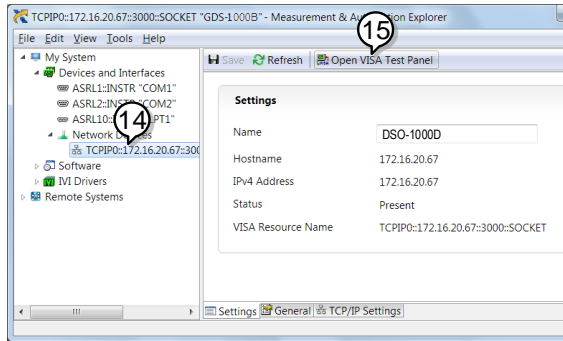 TCPIP0::172.16.20.67::3000::SOCKET "GDS-1000B" - Measurement & Automation Explorer
15
File Edit View Tools Help
My System
Save Refresh Open VISA Test Panel
Devices and Interfaces
ASRL1::INSTR "COM1"
ASRL2::INSTR "COM2"
ASRL10:: PT1"
14
Network Devices
TCPIP0::172.16.20.67::300
Software
IVI Drivers
Remote Systems
Settings
Name DSO-1000D
Hostname 172.16.20.67
IPv4 Address 172.16.20.67
Status Present
VISA Resource Name TCPIP0::172.16.20.67::3000::SOCKET
Settings General TCP/IP Settings